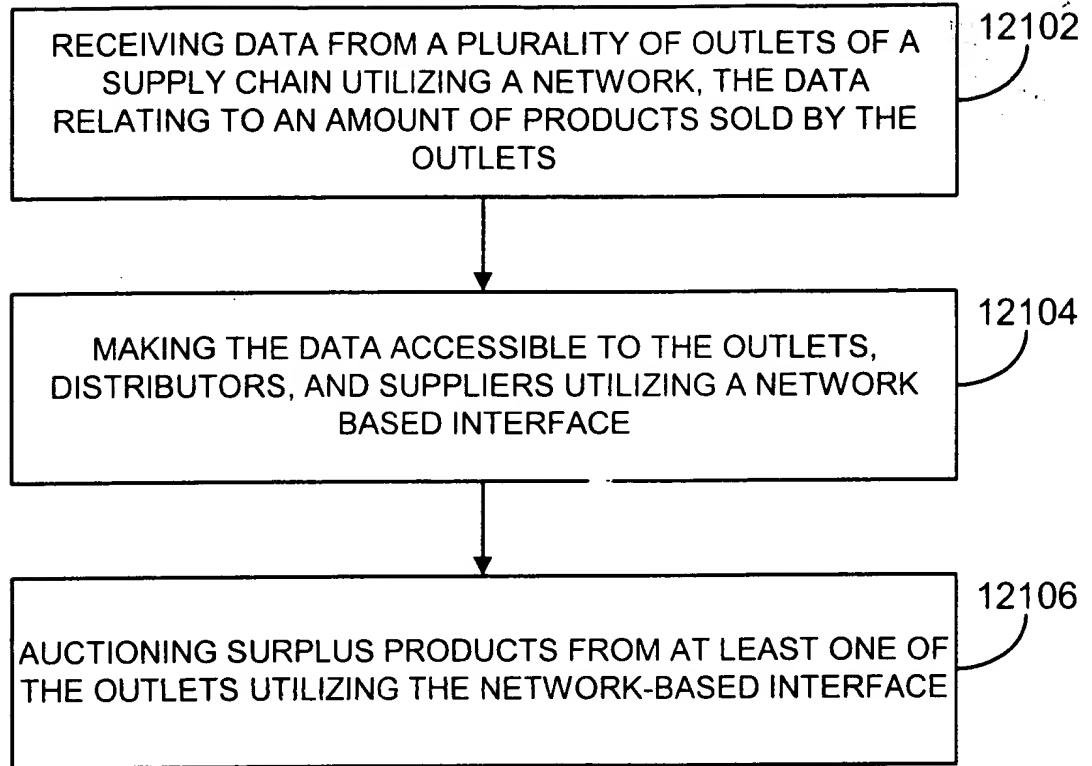 RECEIVING DATA FROM A PLURALITY OF OUTLETS OF A
SUPPLY CHAIN UTILIZING A NETWORK, THE DATA
RELATING TO AN AMOUNT OF PRODUCTS SOLD BY THE
OUTLETS
12102
MAKING THE DATA ACCESSIBLE TO THE OUTLETS,
DISTRIBUTORS, AND SUPPLIERS UTILIZING A NETWORK
BASED INTERFACE
12104
AUCTIONING SURPLUS PRODUCTS FROM AT LEAST ONE OF
THE OUTLETS UTILIZING THE NETWORK-BASED INTERFACE
12106